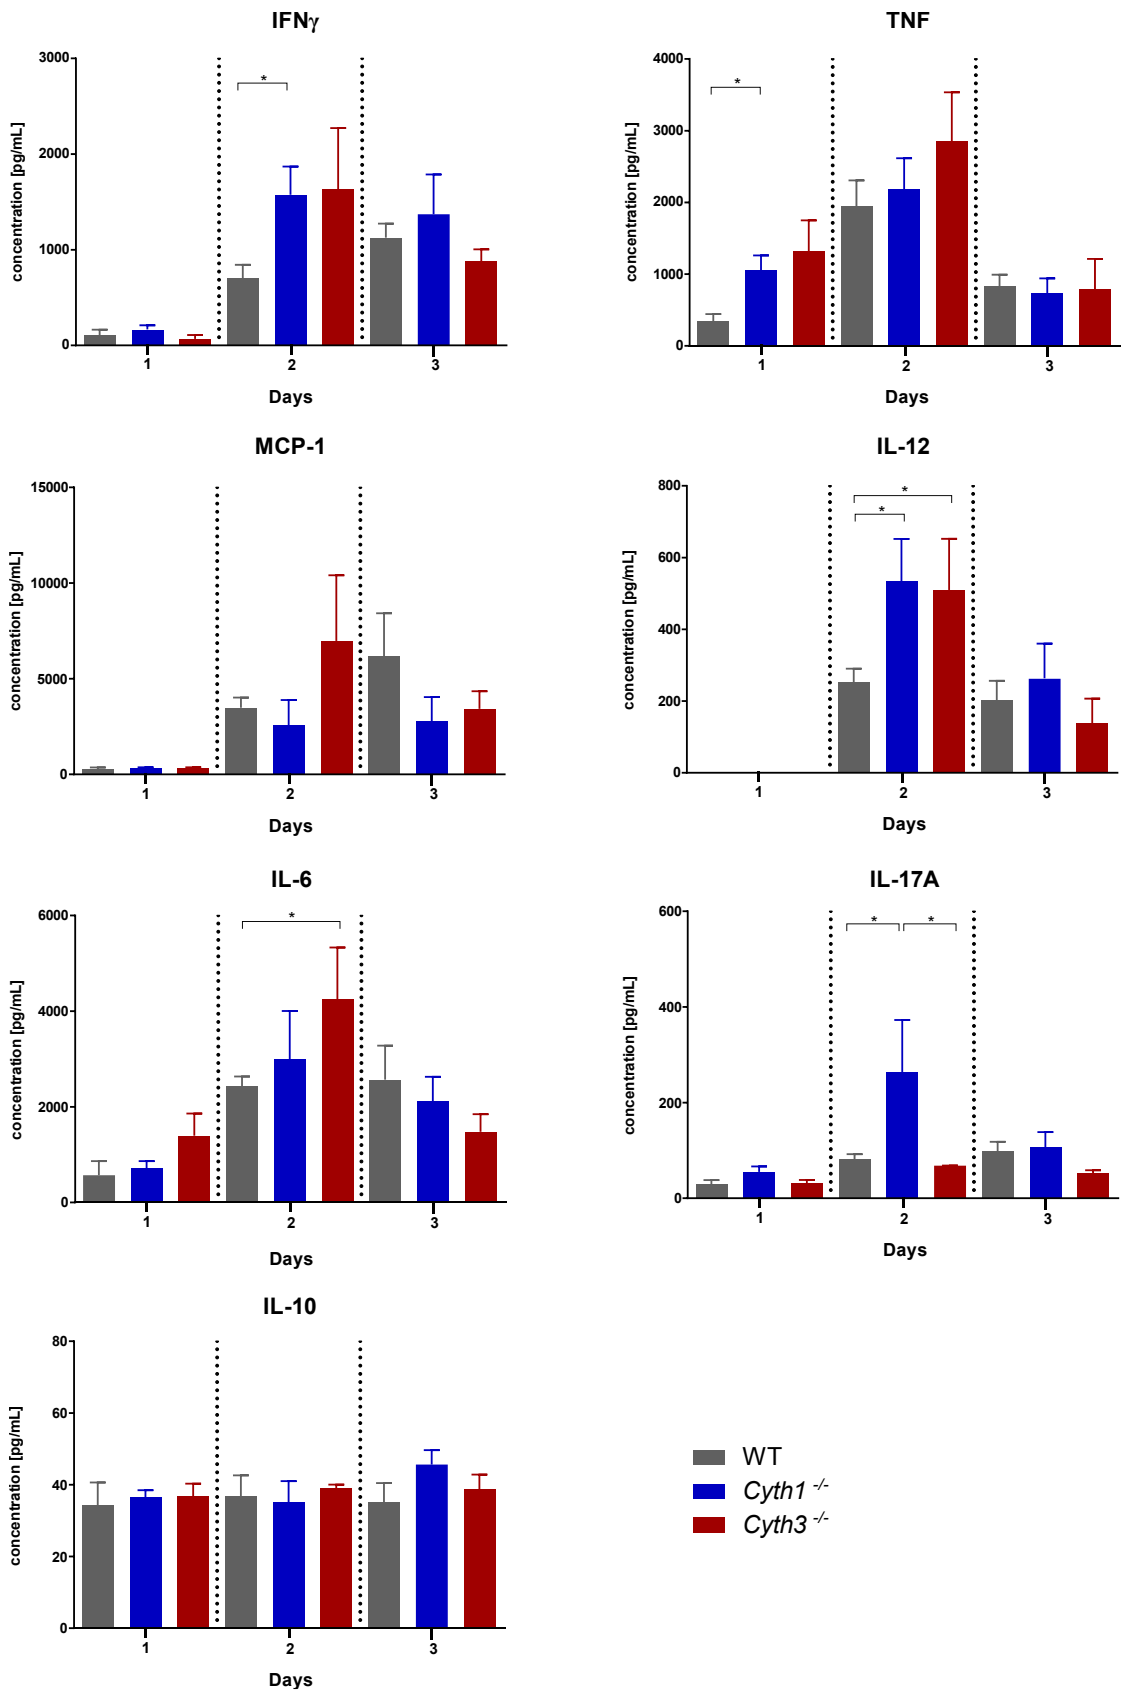 IFNγ
concentration [pg/mL]
3000
2000
1000
0
*
1 2 3
Days
TNF
concentration [pg/mL]
4000
3000
2000
1000
0
*
1 2 3
Days
MCP-1
concentration [pg/mL]
15000
10000
5000
0
1 2 3
Days
IL-12
concentration [pg/mL]
800
600
400
200
0
*
*
1 2 3
Days
IL-6
concentration [pg/mL]
6000
4000
2000
0
*
1 2 3
Days
IL-17A
concentration [pg/mL]
600
400
200
0
* *
1 2 3
Days
IL-10
concentration [pg/mL]
80
60
40
20
0
1 2 3
Days
WT
Cyth1 -/-
Cyth3 -/-